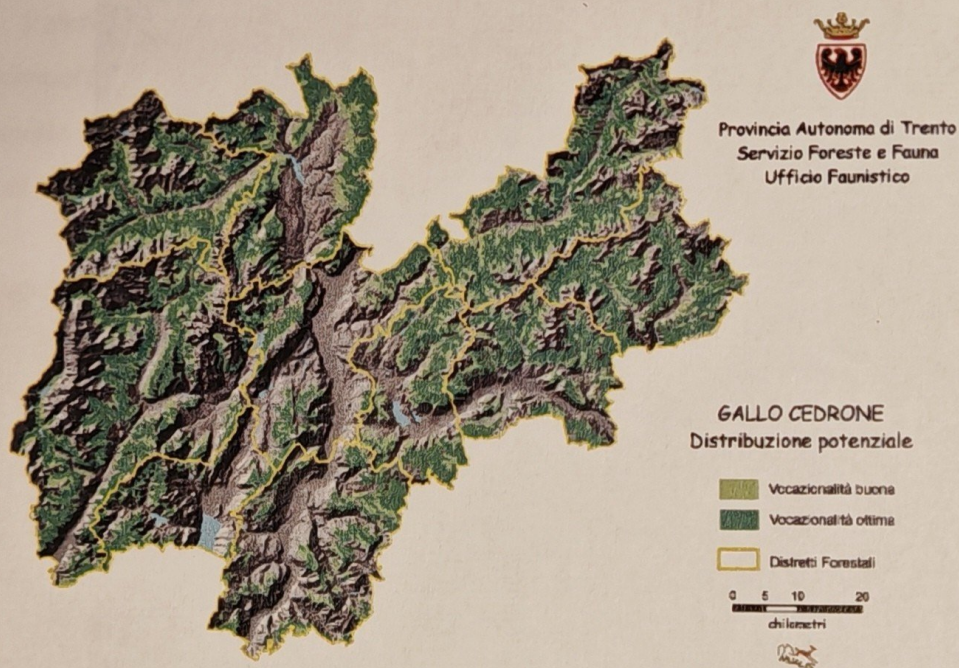 Provincia Autonoma di Trento
Servizio Foreste e Fauna
Ufficio Faunistico
GALLO CEDRONE
Distribuzione potenziale
Vocazionalità buona
Vocazionalità ottima
Distretti Forestali
0 5 10 20
chilometri